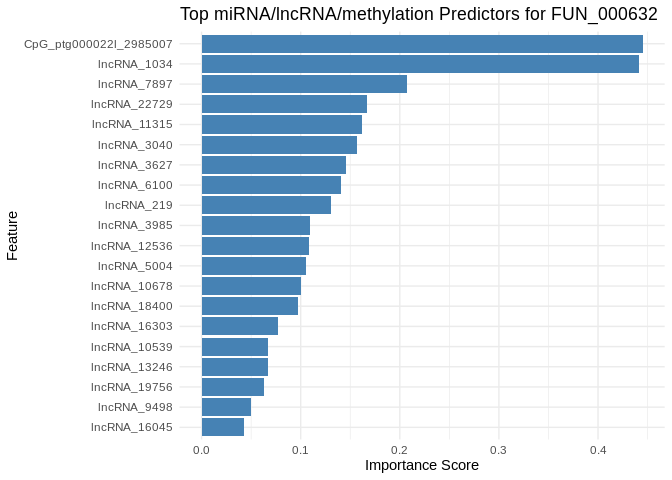 Top miRNA/lncRNA/methylation Predictors for FUN_000632
Feature
CpG_ptg000022l_2985007
lncRNA_1034
lncRNA_7897
lncRNA_22729
lncRNA_11315
lncRNA_3040
lncRNA_3627
lncRNA_6100
lncRNA_219
lncRNA_3985
lncRNA_12536
lncRNA_5004
lncRNA_10678
lncRNA_18400
lncRNA_16303
lncRNA_10539
lncRNA_13246
lncRNA_19756
lncRNA_9498
lncRNA_16045
0.0 0.1 0.2 0.3 0.4
Importance Score